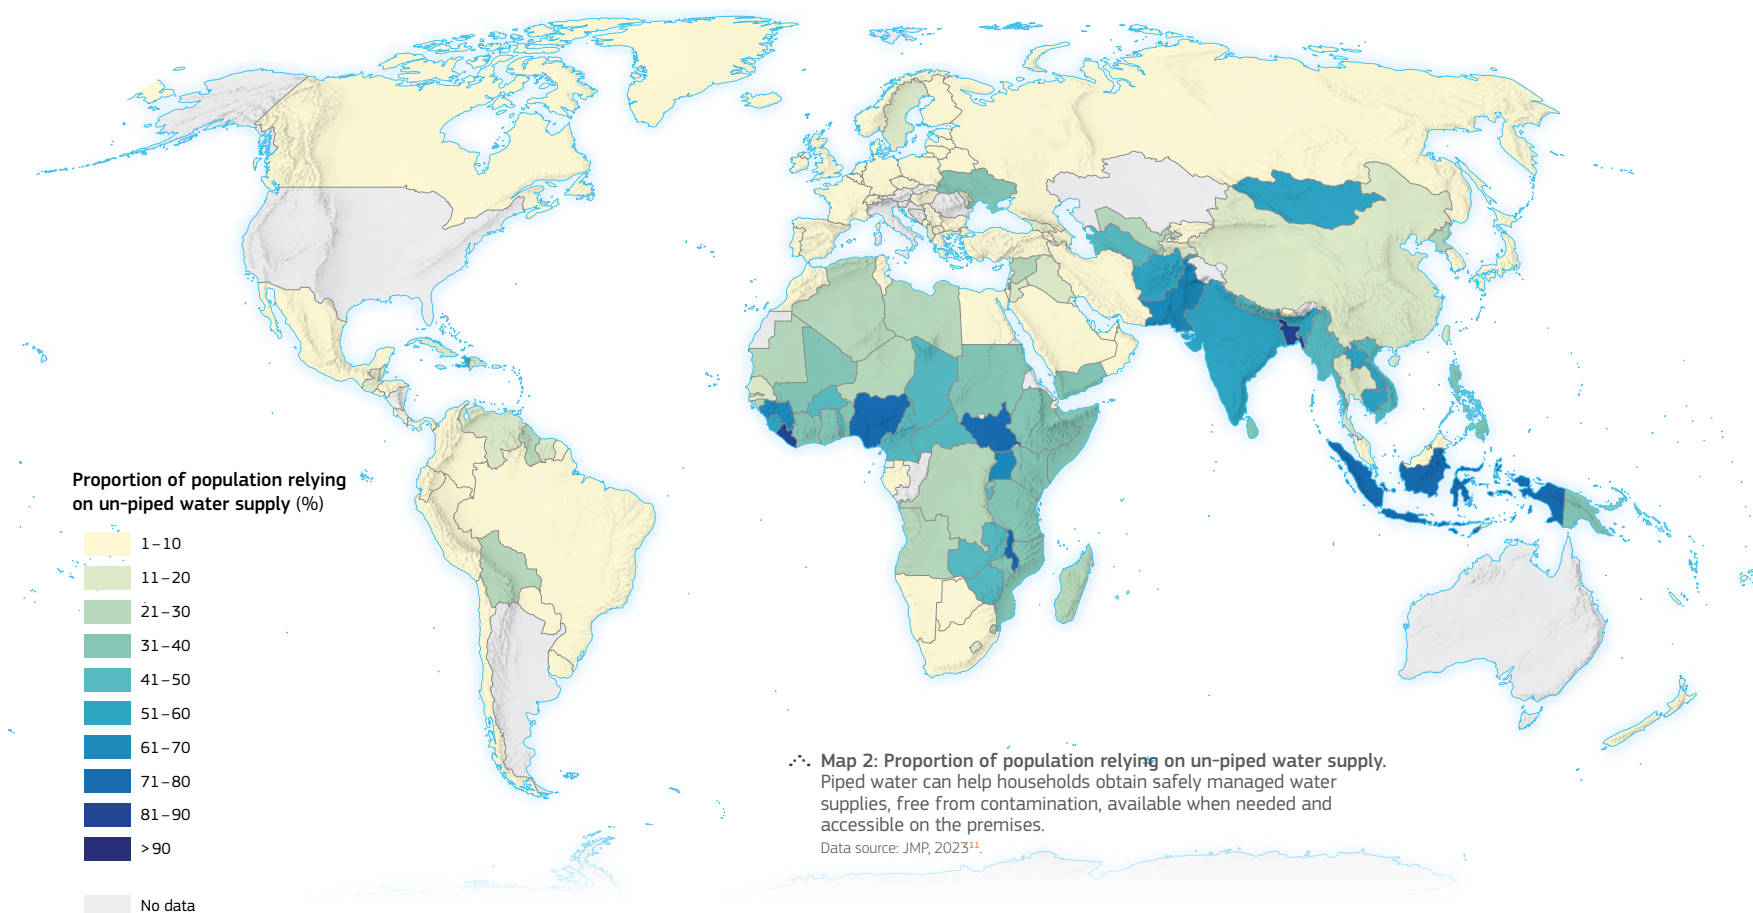 Proportion of population relying
on un-piped water supply (%)
1–10
11–20
21–30
31–40
41–50
51–60
61–70
71–80
81–90
>90
No data
Map 2: Proportion of population relying on un-piped water supply.
Piped water can help households obtain safely managed water
supplies, free from contamination, available when needed and
accessible on the premises.
Data source: JMP, 2023¹¹.